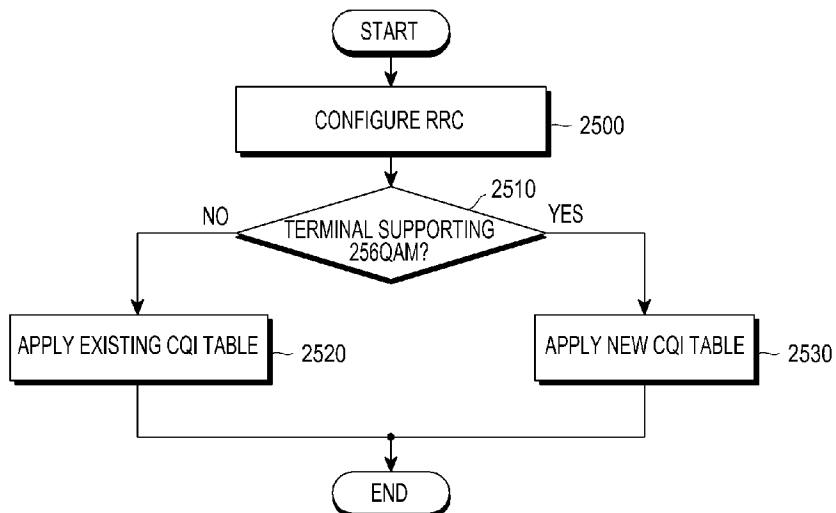 START
CONFIGURE RRC
2500
2510
NO
YES
TERMINAL SUPPORTING
256QAM?
APPLY EXISTING CQI TABLE
2520
APPLY NEW CQI TABLE
2530
END